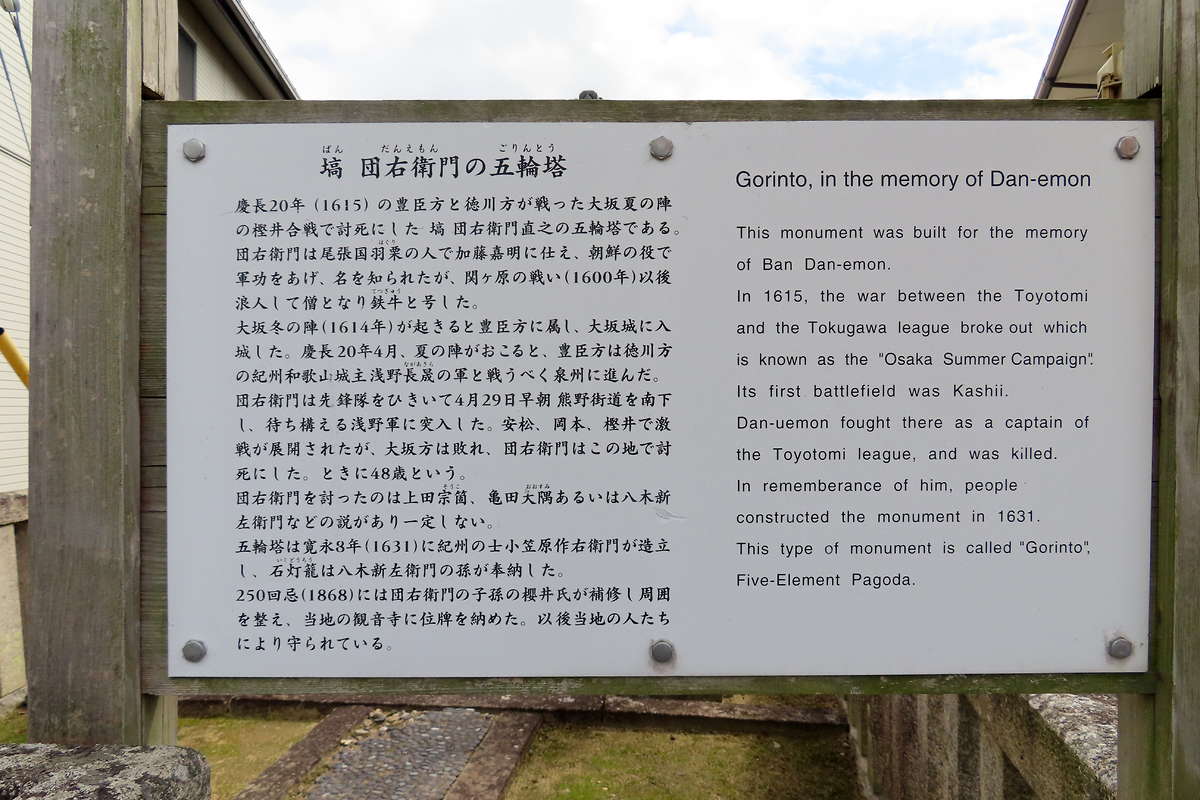 ばん だんえもん ごりんとう
塙 団右衛門の五輪塔
慶長20年（1615）の豊臣方と徳川方が戦った大坂夏の陣
の樫井合戦で討死にした 塙 団右衛門直之の五輪塔である。
はぐり
団右衛門は尾張国羽栗の人で加藤嘉明に仕え、朝鮮の役で
軍功をあげ、名を知られたが、関ヶ原の戦い(1600年)以後
てつぎゅう
浪人して僧となり鉄牛と号した。
大坂冬の陣(1614年)が起きると豊臣方に属し、大坂城に入
城した。慶長20年4月、夏の陣がおこると、豊臣方は徳川方
ながあきら
の紀州和歌山城主浅野長晟の軍と戦うべく泉州に進んだ。
団右衛門は先鋒隊をひきいて4月29日早朝 熊野街道を南下
し、待ち構える浅野軍に突入した。安松、岡本、樫井で激
戦が展開されたが、大坂方は敗れ、団右衛門はこの地で討
死にした。ときに48歳という。
そうこ おおすみ
団右衛門を討ったのは上田宗箇、亀田大隅あるいは八木新
左衛門などの説があり一定しない。
五輪塔は寛永8年(1631)に紀州の士小笠原作右衛門が造立
いしどうろう
し、石灯籠は八木新左衛門の孫が奉納した。
250回忌(1868)には団右衛門の子孫の櫻井氏が補修し周囲
を整え、当地の観音寺に位牌を納めた。以後当地の人たち
により守られている。
Gorinto, in the memory of Dan-emon
This monument was built for the memory
of Ban Dan-emon.
In 1615, the war between the Toyotomi
and the Tokugawa league broke out which
is known as the "Osaka Summer Campaign".
Its first battlefield was Kashii.
Dan-uemon fought there as a captain of
the Toyotomi league, and was killed.
In rememberance of him, people
constructed the monument in 1631.
This type of monument is called "Gorinto",
Five-Element Pagoda.